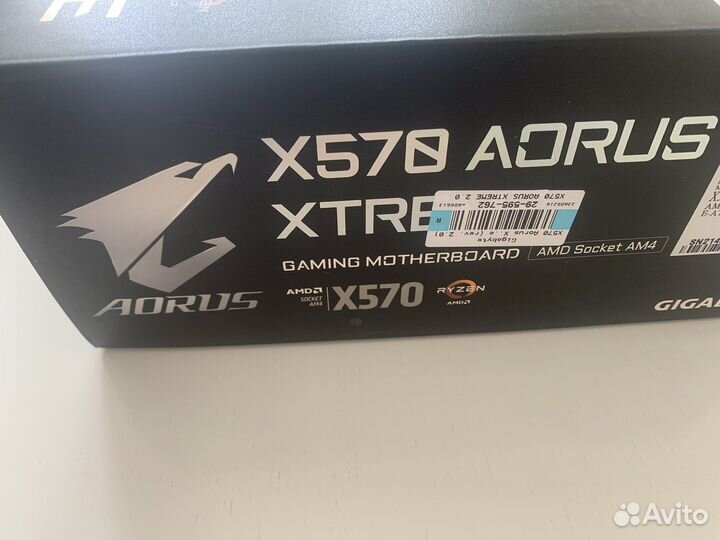 X570 AORUS
XTRE
GAMING MOTHERBOARD AMD Socket AM4
AORUS
AMD SOCKET AM4 X570 RYZEN AMD
X570 Aorus X..e (rev. 2.0)
Gigabyte
R
29-595-762
X570 AORUS XTREME 2 0
GIGA
E-A
Avito